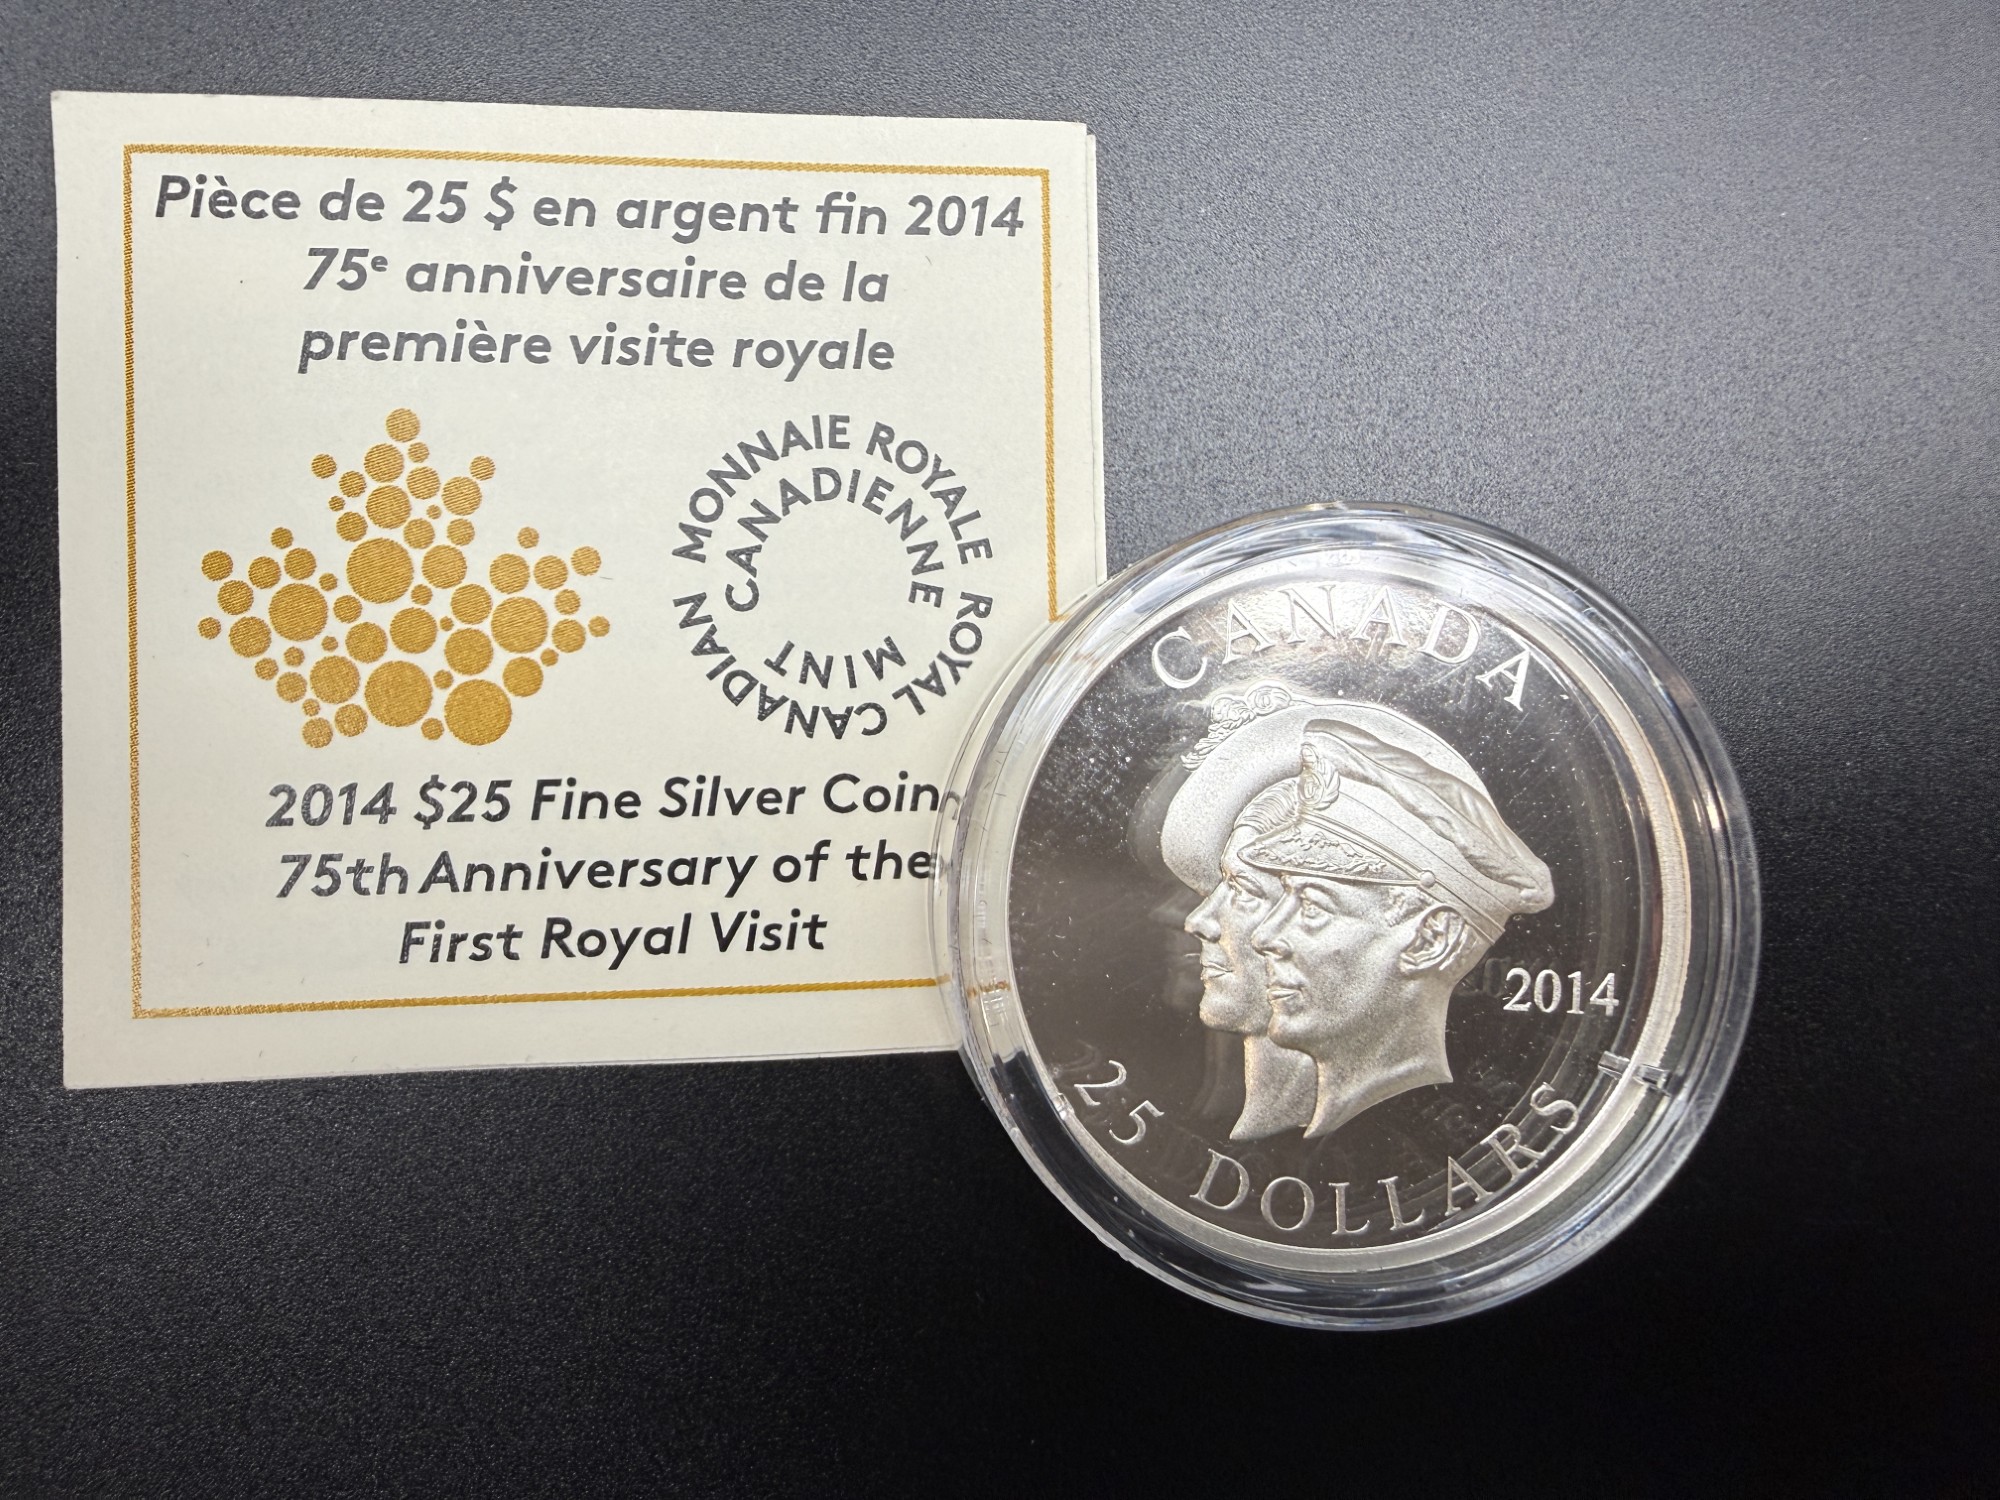 Pièce de 25 $ en argent fin 2014
75e anniversaire de la
première visite royale
MONNAIE ROYALE CANADIENNE
ROYAL CANADIAN MINT
2014 $25 Fine Silver Coin
75th Anniversary of the
First Royal Visit
CANADA
2014
25 DOLLARS